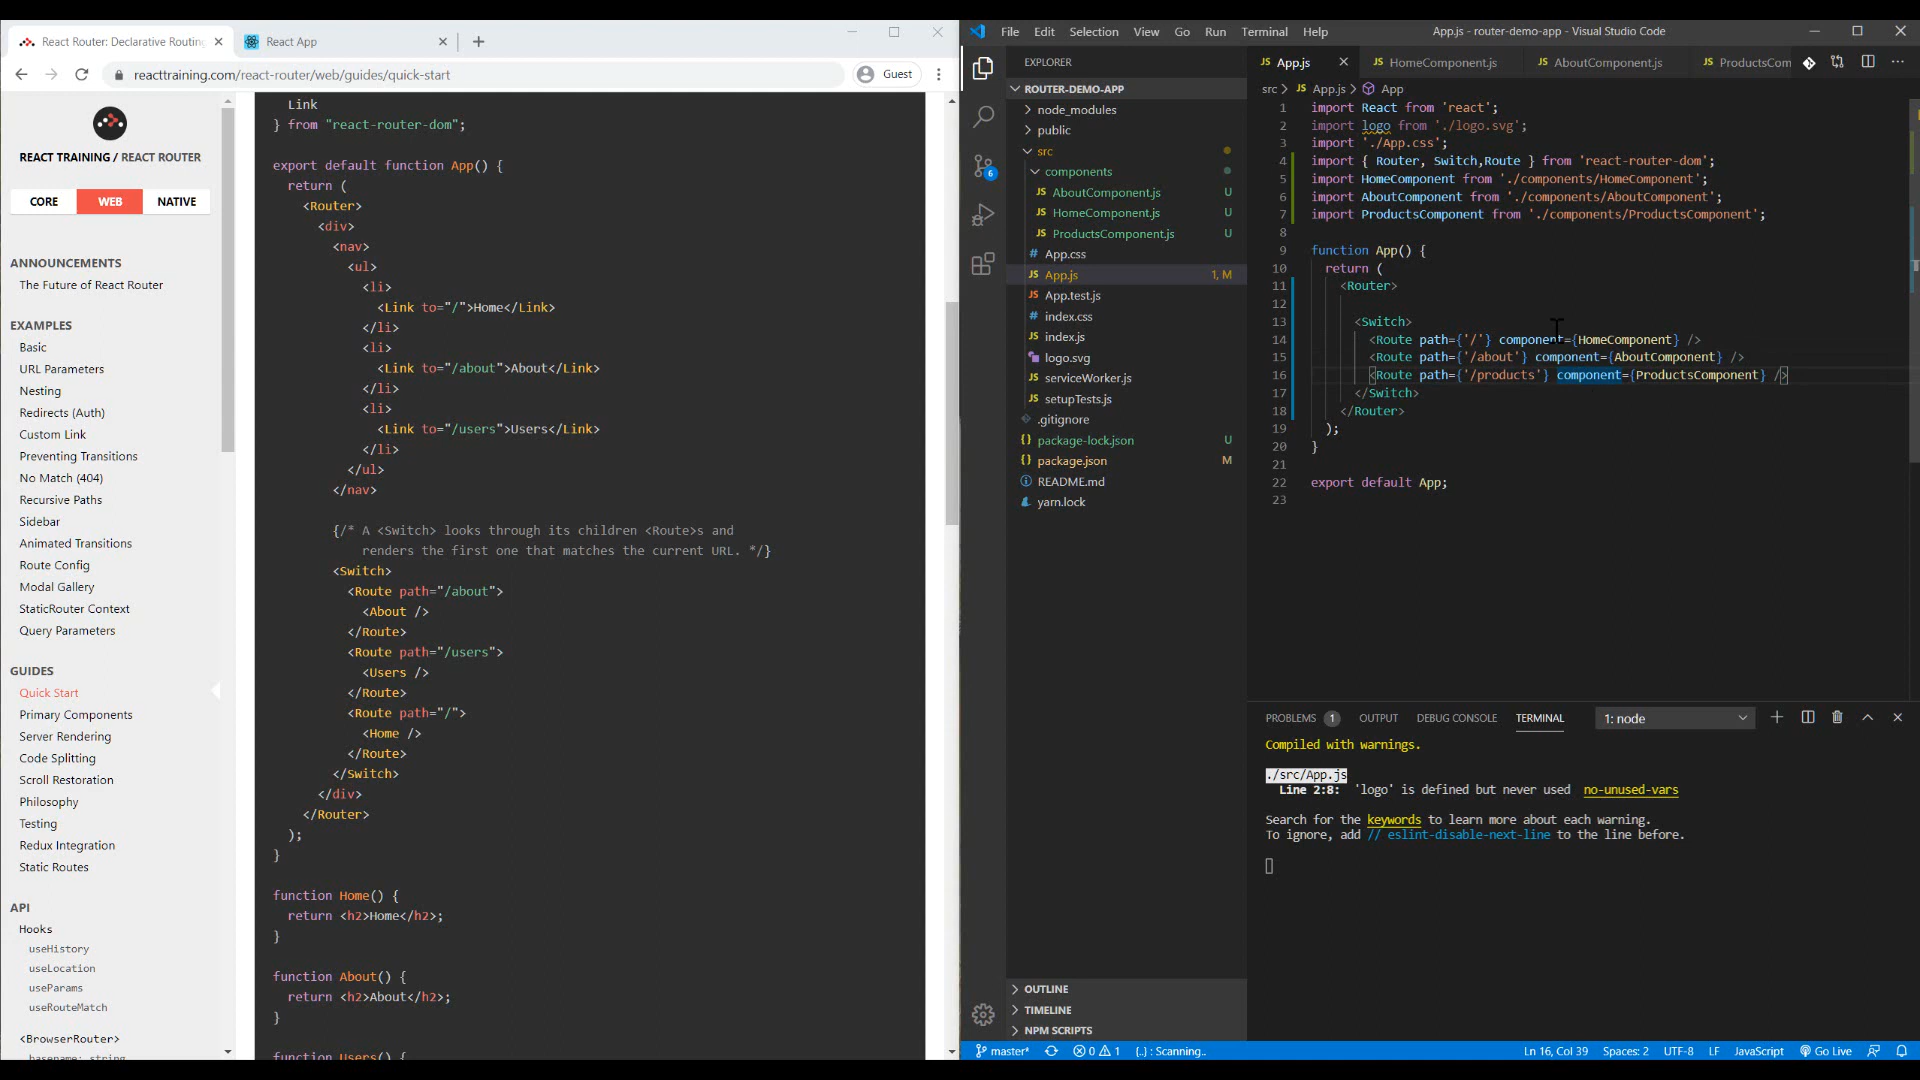 React Router: Declarative Routing
React App
reacttraining.com/react-router/web/guides/quick-start
Guest
REACT TRAINING / REACT ROUTER
CORE
WEB
NATIVE
ANNOUNCEMENTS
The Future of React Router
EXAMPLES
Basic
URL Parameters
Nesting
Redirects (Auth)
Custom Link
Preventing Transitions
No Match (404)
Recursive Paths
Sidebar
Animated Transitions
Route Config
Modal Gallery
StaticRouter Context
Query Parameters
GUIDES
Quick Start
Primary Components
Server Rendering
Code Splitting
Scroll Restoration
Philosophy
Testing
Redux Integration
Static Routes
API
Hooks
useHistory
useLocation
useParams
useRouteMatch
<BrowserRouter>
basename: string
Link
} from "react-router-dom";
export default function App() {
return (
<Router>
<div>
<nav>
<ul>
<li>
<Link to="/">Home</Link>
</li>
<li>
<Link to="/about">About</Link>
</li>
<li>
<Link to="/users">Users</Link>
</li>
</ul>
</nav>
{/* A <Switch> looks through its children <Route>s and
renders the first one that matches the current URL. */}
<Switch>
<Route path="/about">
<About />
</Route>
<Route path="/users">
<Users />
</Route>
<Route path="/">
<Home />
</Route>
</Switch>
</div>
</Router>
);
}
function Home() {
return <h2>Home</h2>;
}
function About() {
return <h2>About</h2>;
}
function Users() {
File Edit Selection View Go Run Terminal Help
App.js - router-demo-app - Visual Studio Code
EXPLORER
ROUTER-DEMO-APP
node_modules
public
src
components
JS AboutComponent.js U
JS HomeComponent.js U
JS ProductsComponent.js U
# App.css
JS App.js 1, M
JS App.test.js
# index.css
JS index.js
logo.svg
JS serviceWorker.js
JS setupTests.js
.gitignore
{} package-lock.json U
{} package.json M
README.md
yarn.lock
OUTLINE
TIMELINE
NPM SCRIPTS
6
JS App.js
JS HomeComponent.js
JS AboutComponent.js
JS ProductsCom
src > JS App.js > App
1 import React from 'react';
2 import logo from './logo.svg';
3 import './App.css';
4 import { Router, Switch,Route } from 'react-router-dom';
5 import HomeComponent from './components/HomeComponent';
6 import AboutComponent from './components/AboutComponent';
7 import ProductsComponent from './components/ProductsComponent';
8
9 function App() {
10 return (
11 <Router>
12
13 <Switch>
14 <Route path={'/'} component={HomeComponent} />
15 <Route path={'/about'} component={AboutComponent} />
16 <Route path={'/products'} component={ProductsComponent} />
17 </Switch>
18 </Router>
19 );
20 }
21
22 export default App;
23
PROBLEMS 1 OUTPUT DEBUG CONSOLE TERMINAL 1: node
Compiled with warnings.
./src/App.js
Line 2:8: 'logo' is defined but never used no-unused-vars
Search for the keywords to learn more about each warning.
To ignore, add // eslint-disable-next-line to the line before.
master* 0 1 {..} : Scanning.. Ln 16, Col 39 Spaces: 2 UTF-8 LF JavaScript Go Live